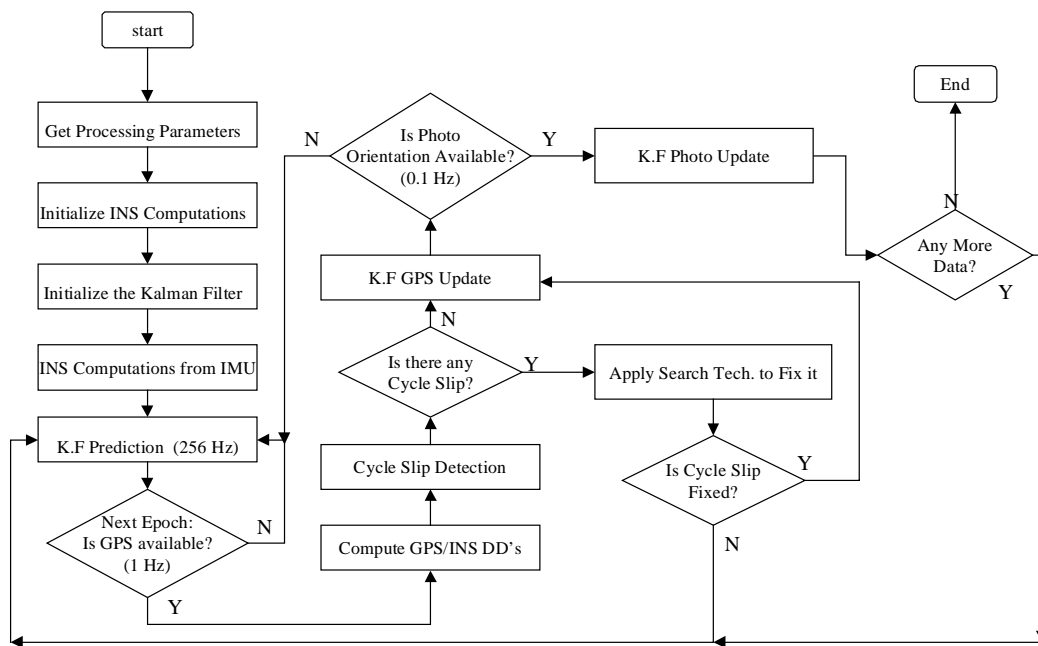 start
Get Processing Parameters
Initialize INS Computations
Initialize the Kalman Filter
INS Computations from IMU
K.F Prediction (256 Hz)
Next Epoch:
Is GPS available?
(1 Hz)
N
Y
Compute GPS/INS DD's
Cycle Slip Detection
Is there any
Cycle Slip?
N
Y
Apply Search Tech. to Fix it
Is Cycle Slip
Fixed?
Y
N
K.F GPS Update
Is Photo
Orientation Available?
(0.1 Hz)
N
Y
K.F Photo Update
Any More
Data?
N
Y
End